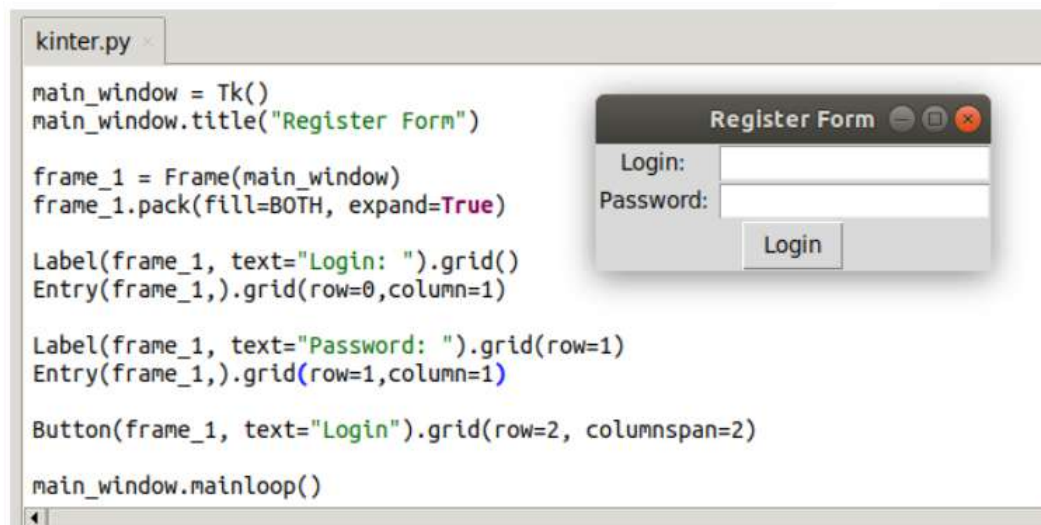 kinter.py
main_window = Tk()
main_window.title("Register Form")
frame_1 = Frame(main_window)
frame_1.pack(fill=BOTH, expand=True)
Label(frame_1, text="Login: ").grid()
Entry(frame_1,).grid(row=0,column=1)
Label(frame_1, text="Password: ").grid(row=1)
Entry(frame_1,).grid(row=1,column=1)
Button(frame_1, text="Login").grid(row=2, columnspan=2)
main_window.mainloop()
Register Form
Login:
Password:
Login